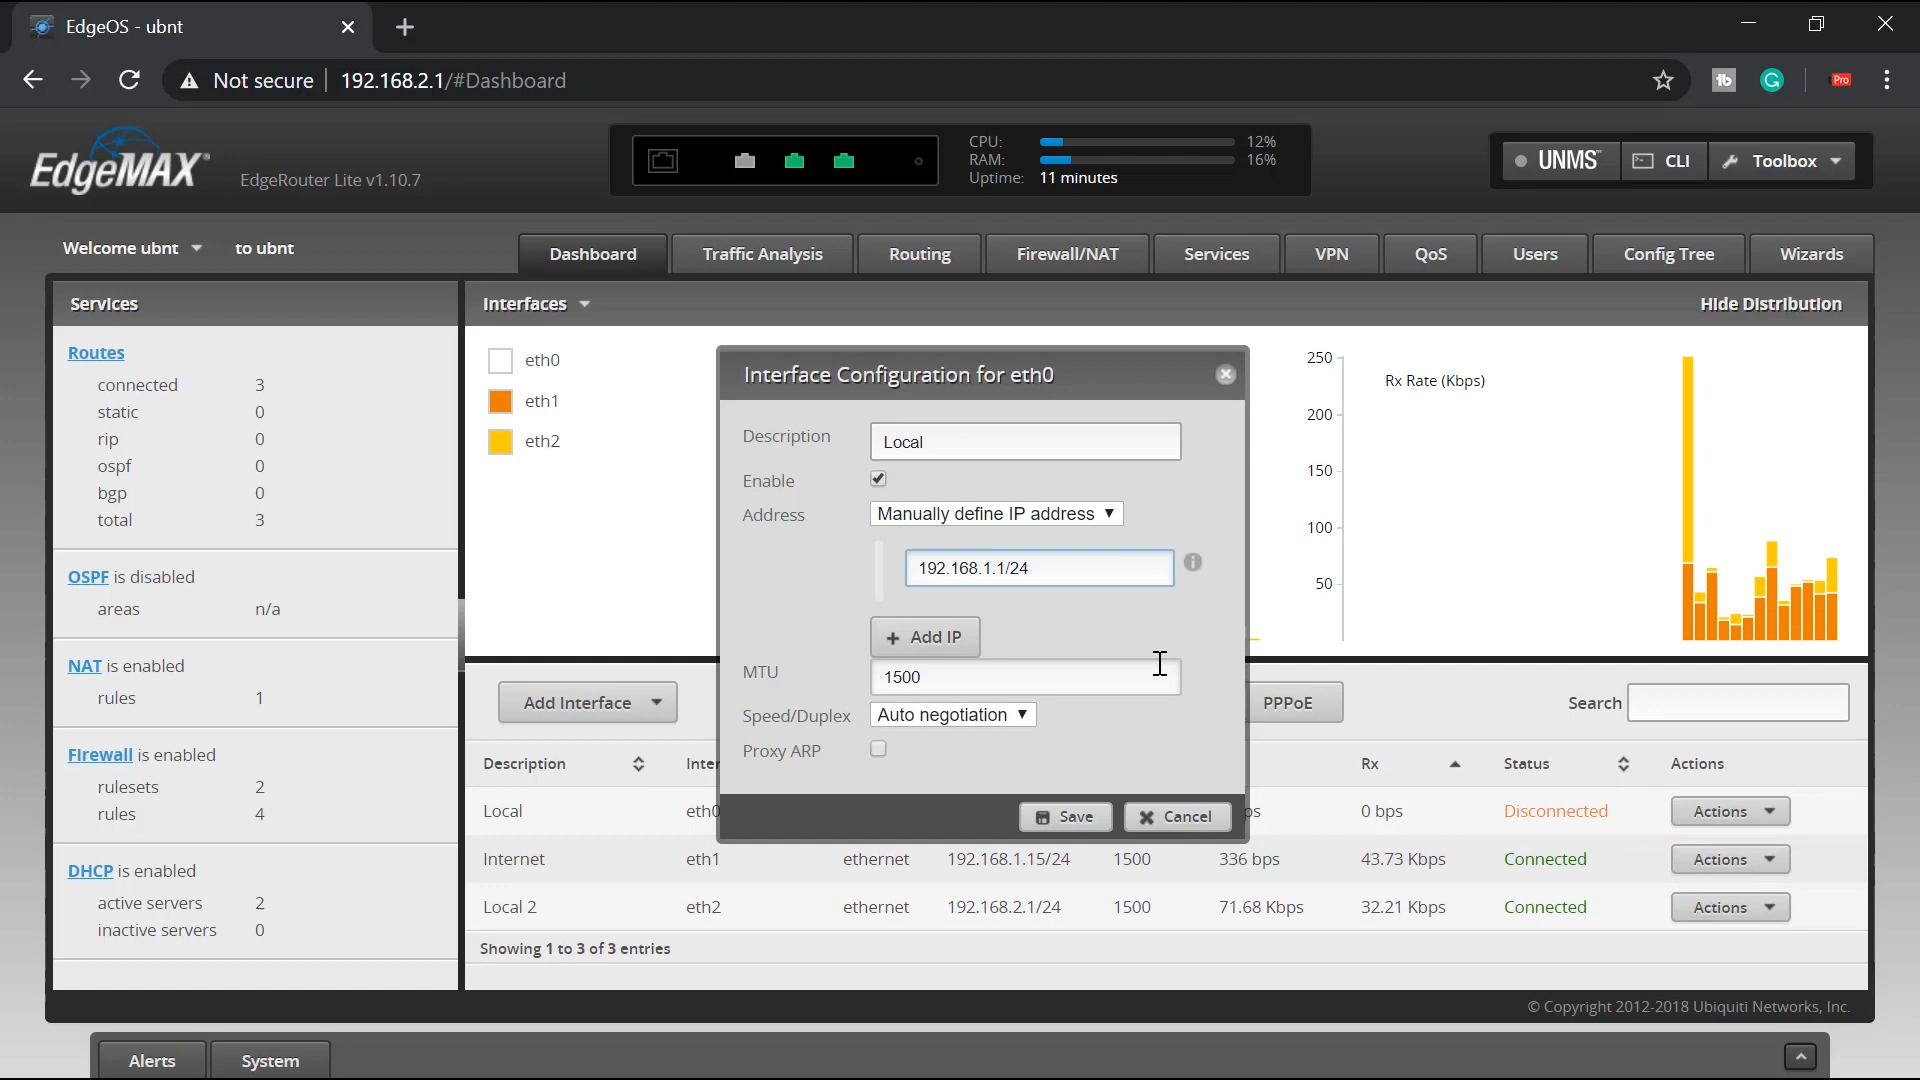 EdgeOS - ubnt
Not secure | 192.168.2.1/#Dashboard
Pro
EdgeMAX
EdgeRouter Lite v1.10.7
CPU: 12%
RAM: 16%
Uptime: 11 minutes
UNMS™
CLI
Toolbox
Welcome ubnt
to ubnt
Dashboard
Traffic Analysis
Routing
Firewall/NAT
Services
VPN
QoS
Users
Config Tree
Wizards
Services
Routes
connected 3
static 0
rip 0
ospf 0
bgp 0
total 3
OSPF is disabled
areas n/a
NAT is enabled
rules 1
Firewall is enabled
rulesets 2
rules 4
DHCP is enabled
active servers 2
inactive servers 0
Interfaces
Hide Distribution
eth0
eth1
eth2
250
200
150
100
50
Rx Rate (Kbps)
Interface Configuration for eth0
Description Local
Enable
Address Manually define IP address
192.168.1.1/24
+ Add IP
MTU 1500
Speed/Duplex Auto negotiation
Proxy ARP
Save
Cancel
Add Interface
PPPoE
Search
Description Rx Status Actions
Local 0 bps Disconnected Actions
Internet eth1 ethernet 192.168.1.15/24 1500 336 bps 43.73 Kbps Connected Actions
Local 2 eth2 ethernet 192.168.2.1/24 1500 71.68 Kbps 32.21 Kbps Connected Actions
Showing 1 to 3 of 3 entries
© Copyright 2012-2018 Ubiquiti Networks, Inc.
Alerts
System